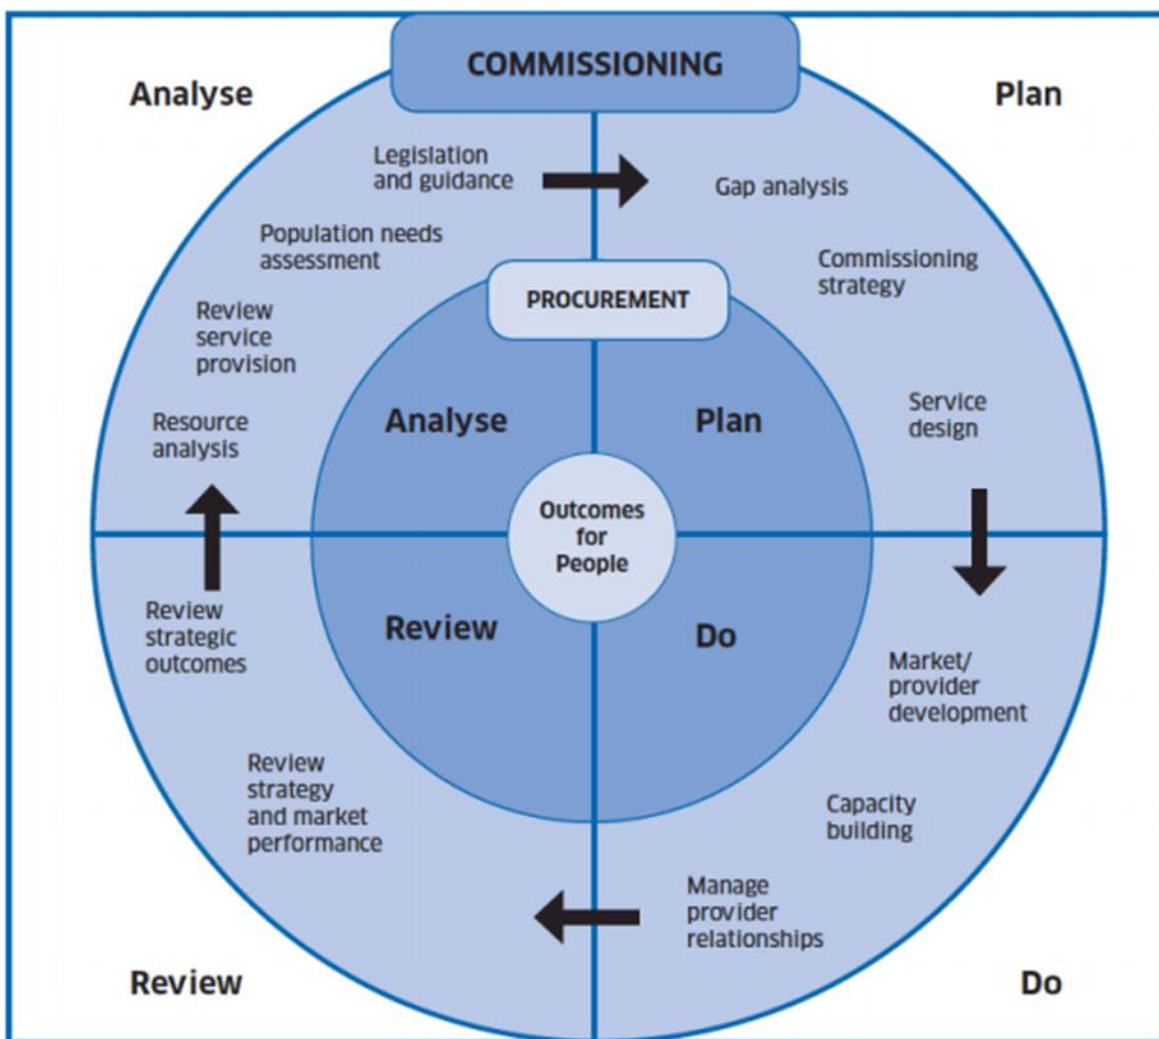 COMMISSIONING
Analyse
Plan
Legislation
and guidance
Gap analysis
Population needs
assessment
Commissioning
strategy
PROCUREMENT
Review
service
provision
Resource
analysis
Analyse
Plan
Service
design
Outcomes
for
People
Review
strategic
outcomes
Review
Do
Market/
provider
development
Review
strategy
and market
performance
Capacity
building
Manage
provider
relationships
Review
Do